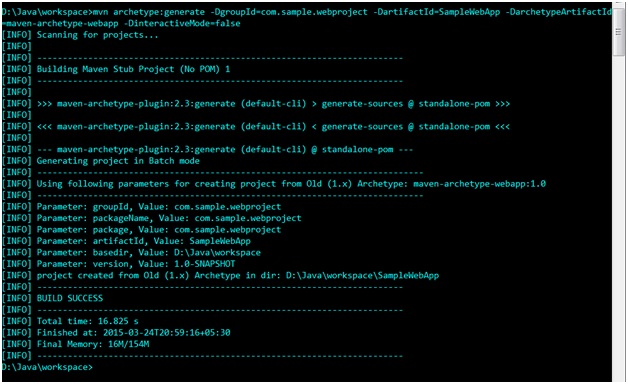 D:\Java\workspace>mvn archetype:generate -DgroupId=com.sample.webproject -DartifactId=SampleWebApp -DarchetypeArtifactId
=maven-archetype-webapp -DinteractiveMode=false
[INFO] Scanning for projects...
[INFO]
[INFO] ------------------------------------------------------------------------
[INFO] Building Maven Stub Project (No POM) 1
[INFO] ------------------------------------------------------------------------
[INFO]
[INFO] >>> maven-archetype-plugin:2.3:generate (default-cli) > generate-sources @ standalone-pom >>>
[INFO]
[INFO] <<< maven-archetype-plugin:2.3:generate (default-cli) < generate-sources @ standalone-pom <<<
[INFO]
[INFO] --- maven-archetype-plugin:2.3:generate (default-cli) @ standalone-pom ---
[INFO] Generating project in Batch mode
[INFO] ----------------------------------------------------------------------------
[INFO] Using following parameters for creating project from Old (1.x) Archetype: maven-archetype-webapp:1.0
[INFO] ----------------------------------------------------------------------------
[INFO] Parameter: groupId, Value: com.sample.webproject
[INFO] Parameter: packageName, Value: com.sample.webproject
[INFO] Parameter: package, Value: com.sample.webproject
[INFO] Parameter: artifactId, Value: SampleWebApp
[INFO] Parameter: basedir, Value: D:\Java\workspace
[INFO] Parameter: version, Value: 1.0-SNAPSHOT
[INFO] project created from Old (1.x) Archetype in dir: D:\Java\workspace\SampleWebApp
[INFO] ------------------------------------------------------------------------
[INFO] BUILD SUCCESS
[INFO] ------------------------------------------------------------------------
[INFO] Total time: 16.825 s
[INFO] Finished at: 2015-03-24T20:59:16+05:30
[INFO] Final Memory: 16M/154M
[INFO] ------------------------------------------------------------------------
D:\Java\workspace>